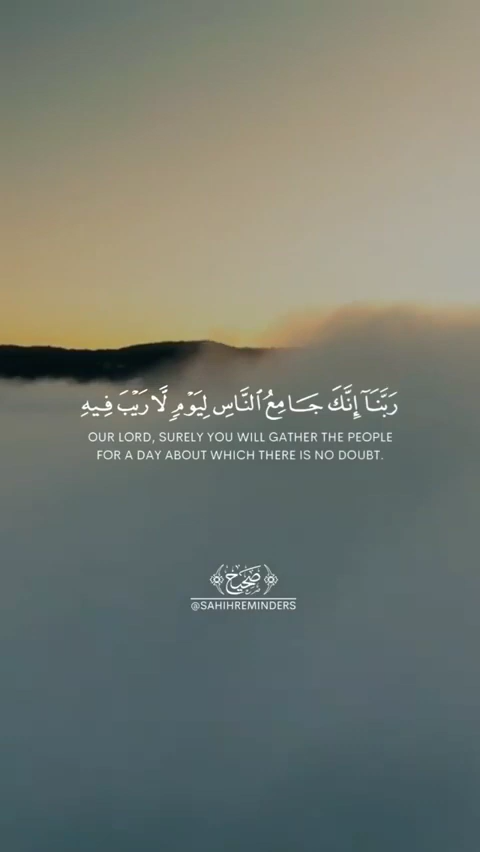 رَبَّنَآ إِنَّكَ جَامِعُ ٱلنَّاسِ لِيَوْمٍ لَّا رَيْبَ فِيهِ
OUR LORD, SURELY YOU WILL GATHER THE PEOPLE
FOR A DAY ABOUT WHICH THERE IS NO DOUBT.
صَحِيح
@SAHIHREMINDERS